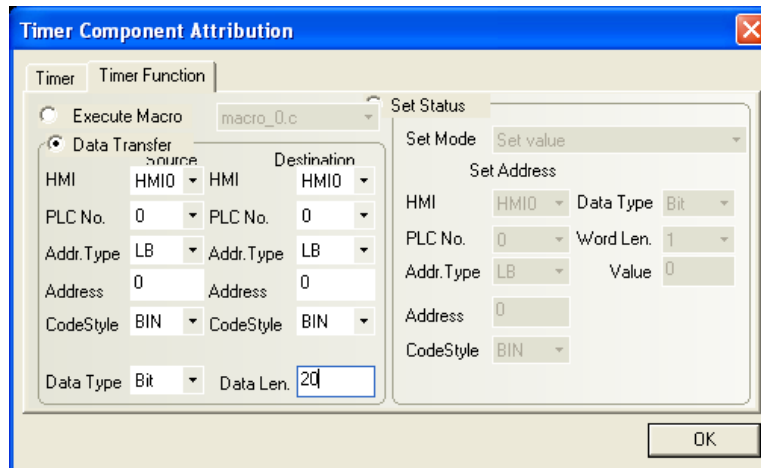 Timer Component Attribution
Timer Timer Function
Execute Macro macro_0.c
Data Transfer
Source Destination
HMI HMI0 HMI HMI0
PLC No. 0 PLC No. 0
Addr.Type LB Addr.Type LB
Address 0 Address 0
CodeStyle BIN CodeStyle BIN
Data Type Bit Data Len. 20
Set Status
Set Mode Set value
Set Address
HMI HMI0 Data Type Bit
PLC No. 0 Word Len. 1
Addr.Type LB Value 0
Address 0
CodeStyle BIN
OK